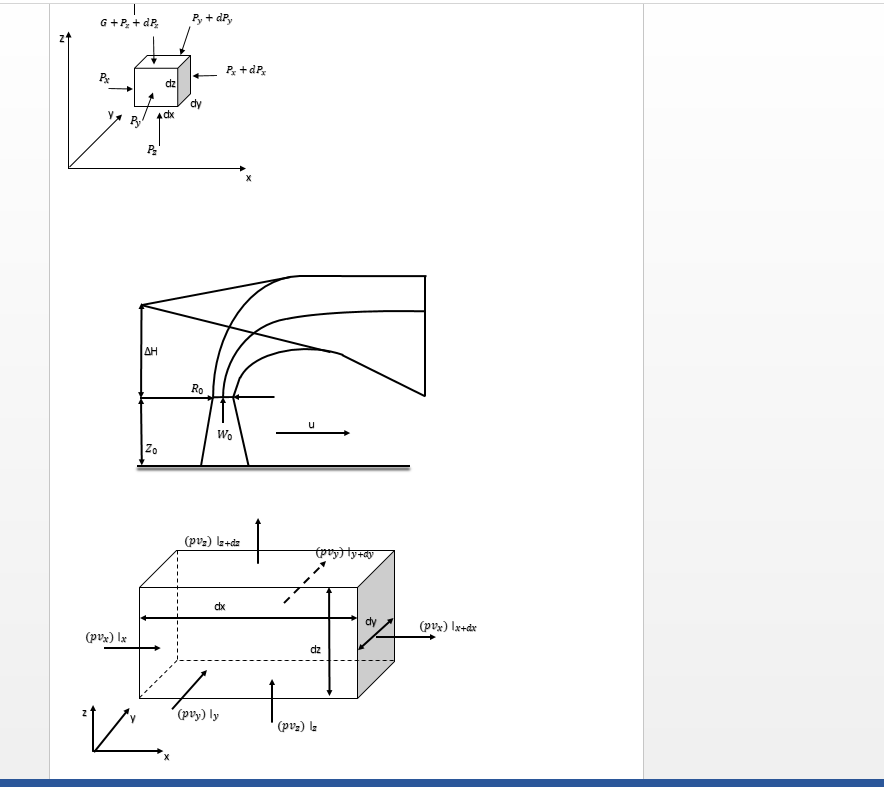 G + P_z + dP_z
P_y + dP_y
z
P_x
P_x + dP_x
dz
dy
y
P_y
dx
P_z
x
ΔH
R_0
u
W_0
Z_0
(pv_z) |_{z+dz}
(pv_y) |_{y+dy}
dx
dy
(pv_x) |_{x+dx}
(pv_x) |_x
dz
z
y
(pv_y) |_y
(pv_z) |_z
x